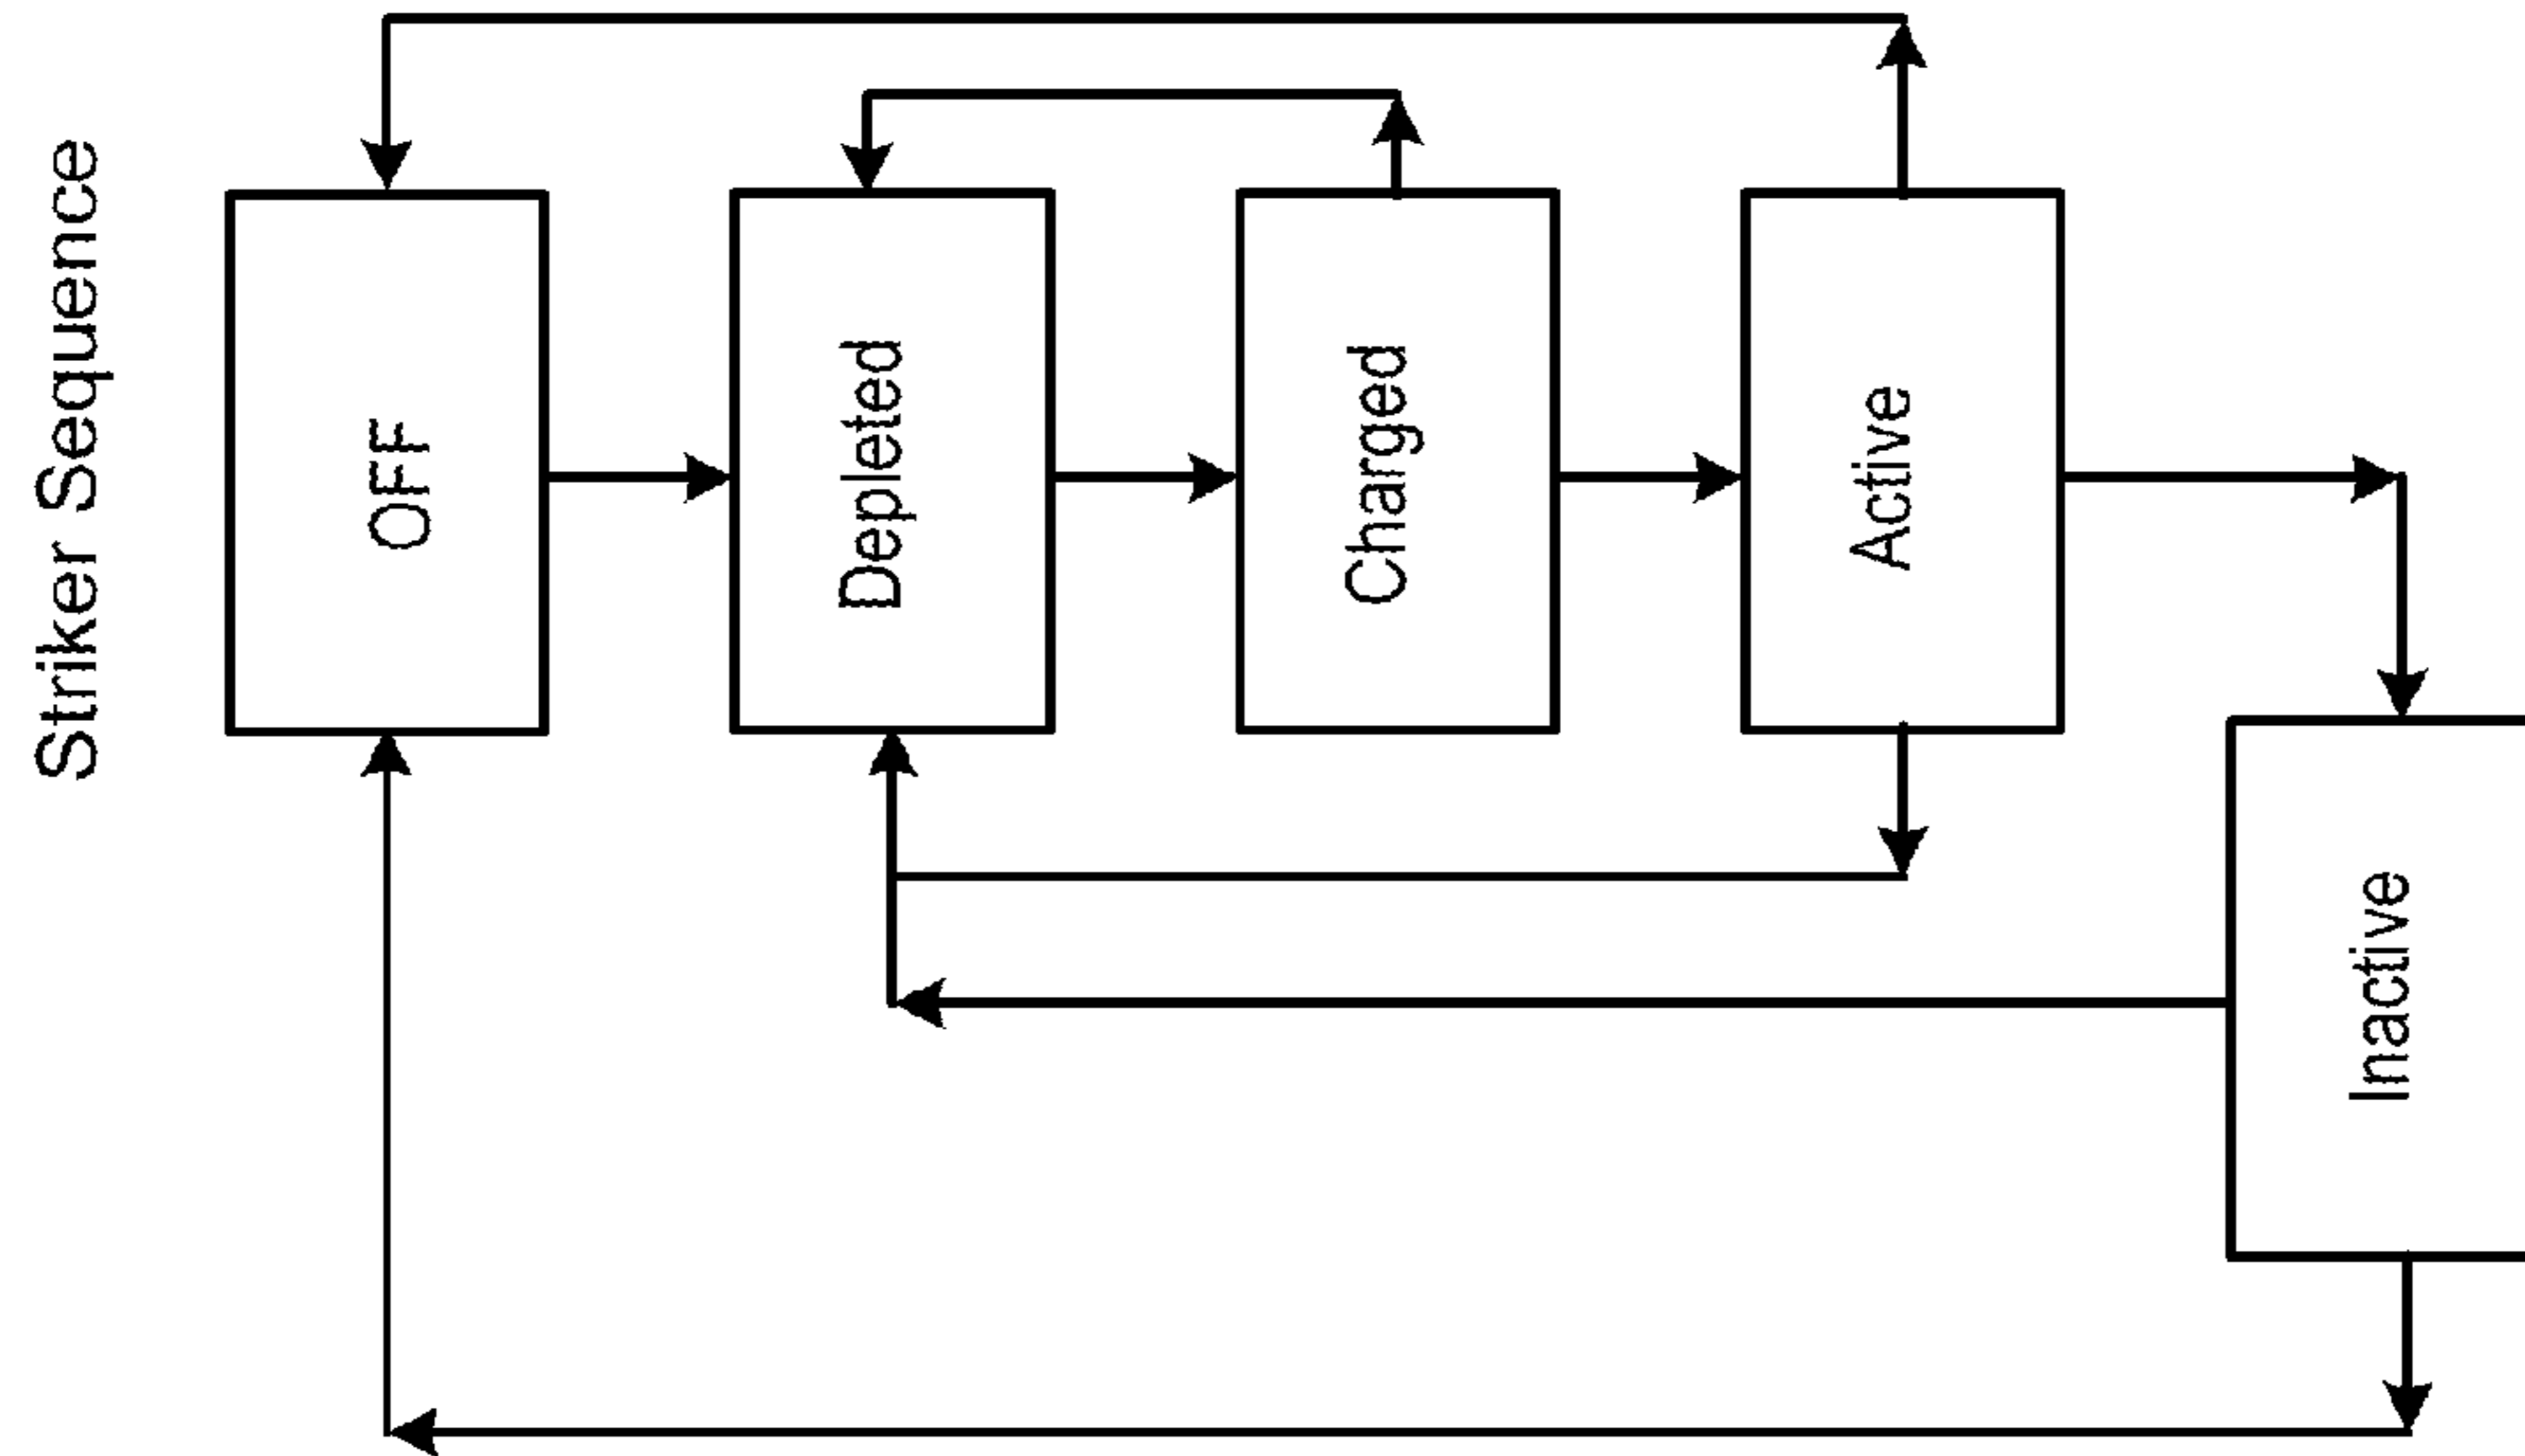 Striker Sequence
OFF
Depleted
Charged
Active
Inactive